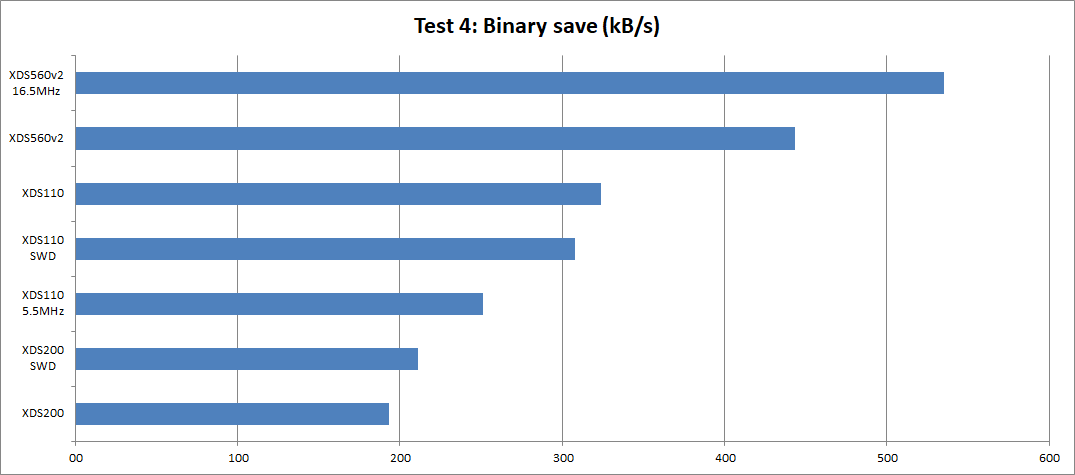 Test 4: Binary save (kB/s)
XDS560v2
16.5MHz
XDS560v2
XDS110
XDS110
SWD
XDS110
5.5MHz
XDS200
SWD
XDS200
00 100 200 300 400 500 600